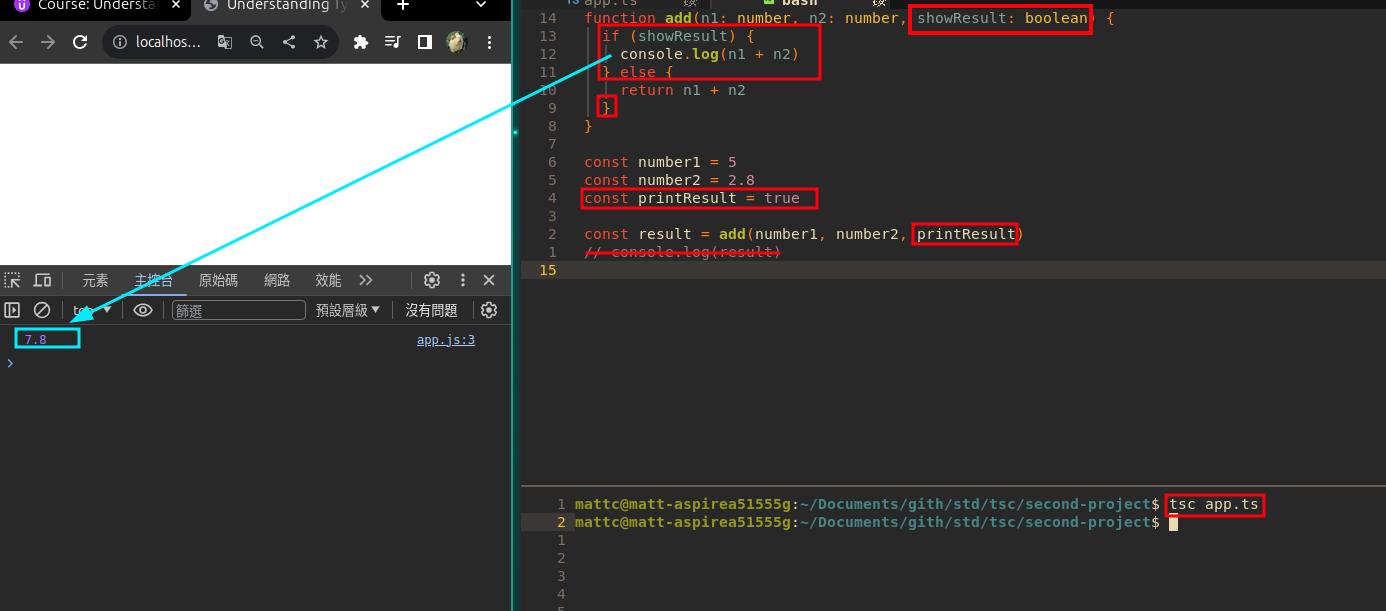 Course: Understa
Understanding Ty
localhos...
元素 主控台 原始碼 網路 效能
預設層級 沒有問題
篩選
7.8 app.js:3
app.ts bash
14 function add(n1: number, n2: number, showResult: boolean) {
13 if (showResult) {
12 console.log(n1 + n2)
11 } else {
10 return n1 + n2
9 }
8 }
7
6 const number1 = 5
5 const number2 = 2.8
4 const printResult = true
3
2 const result = add(number1, number2, printResult)
1 // console.log(result)
15
1 mattc@matt-aspirea51555g:~/Documents/gith/std/tsc/second-project$ tsc app.ts
2 mattc@matt-aspirea51555g:~/Documents/gith/std/tsc/second-project$
1
2
3
4